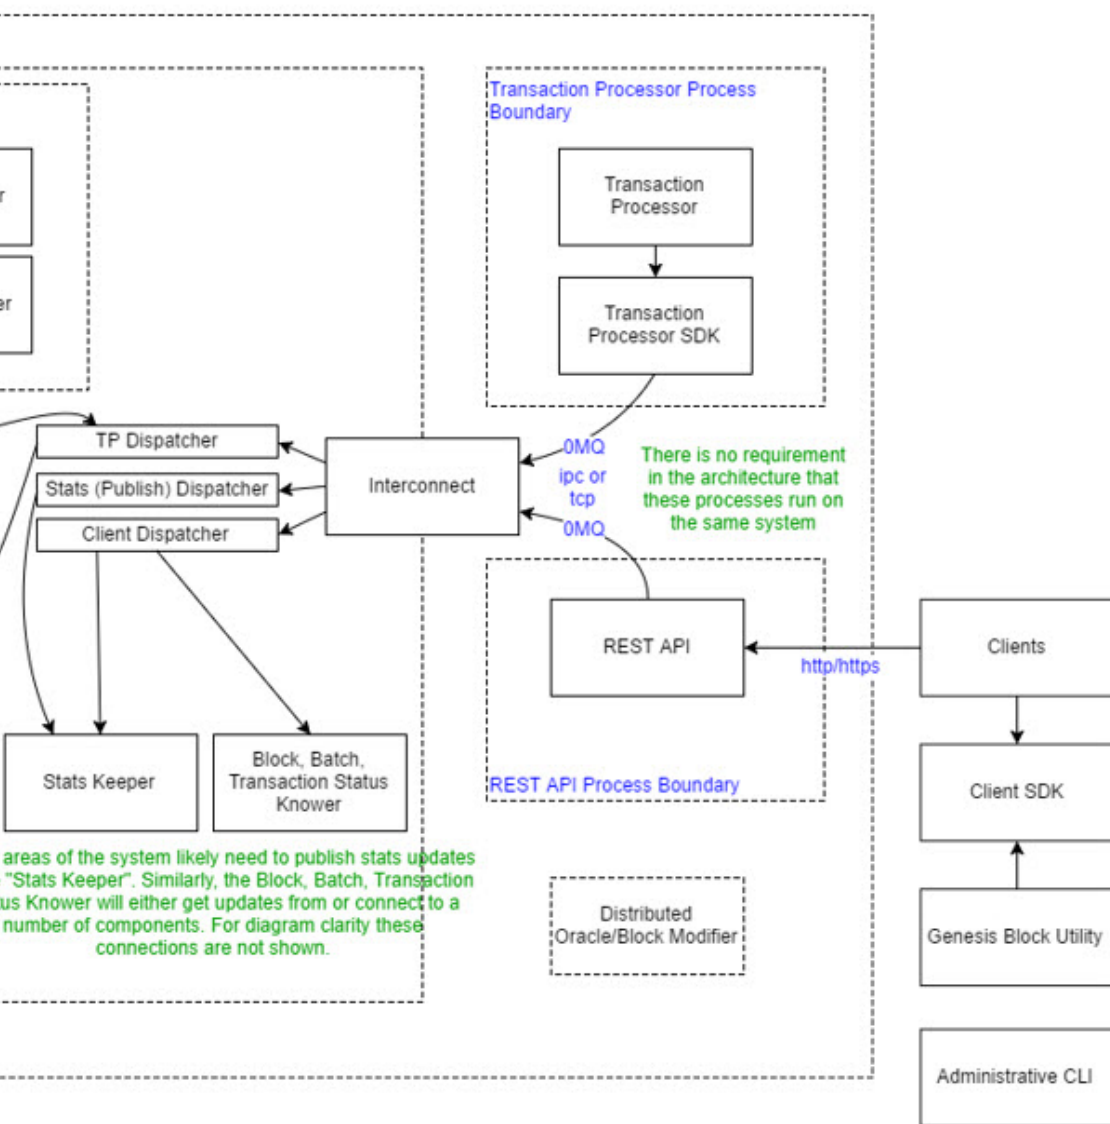 Transaction Processor Process
Boundary
Transaction
Processor
r
Transaction
Processor SDK
er
TP Dispatcher
Stats (Publish) Dispatcher
Client Dispatcher
Interconnect
0MQ
ipc or
tcp
0MQ
There is no requirement
in the architecture that
these processes run on
the same system
REST API
http/https
Clients
REST API Process Boundary
Stats Keeper
Block, Batch,
Transaction Status
Knower
Client SDK
areas of the system likely need to publish stats updates
"Stats Keeper". Similarly, the Block, Batch, Transaction
tus Knower will either get updates from or connect to a
number of components. For diagram clarity these
connections are not shown.
Distributed
Oracle/Block Modifier
Genesis Block Utility
Administrative CLI